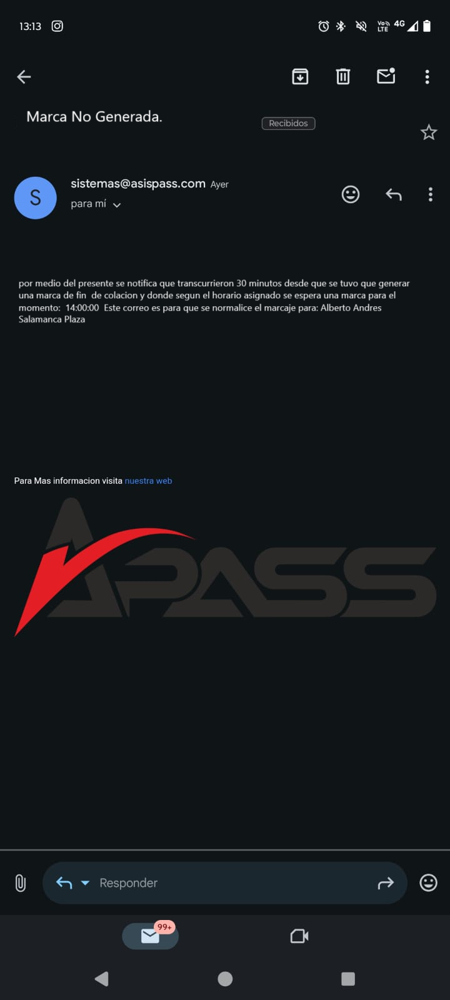 13:13
Vo LTE 4G
Marca No Generada.
Recibidos
S
sistemas@asispass.com Ayer
para mí
por medio del presente se notifica que transcurrieron 30 minutos desde que se tuvo que generar
una marca de fin de colacion y donde segun el horario asignado se espera una marca para el
momento: 14:00:00 Este correo es para que se normalice el marcaje para: Alberto Andres
Salamanca Plaza
Para Mas informacion visita nuestra web
APASS
Responder
99+